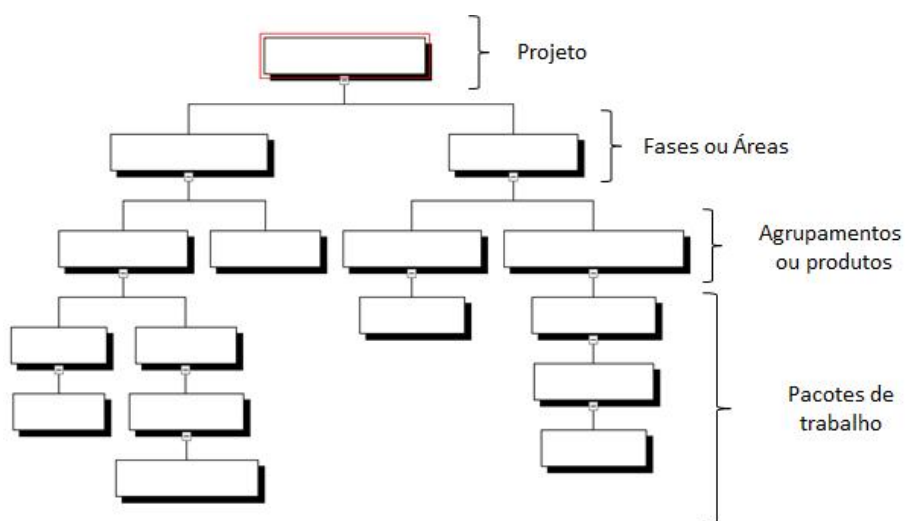 Projeto
Fases ou Áreas
Agrupamentos
ou produtos
Pacotes de
trabalho